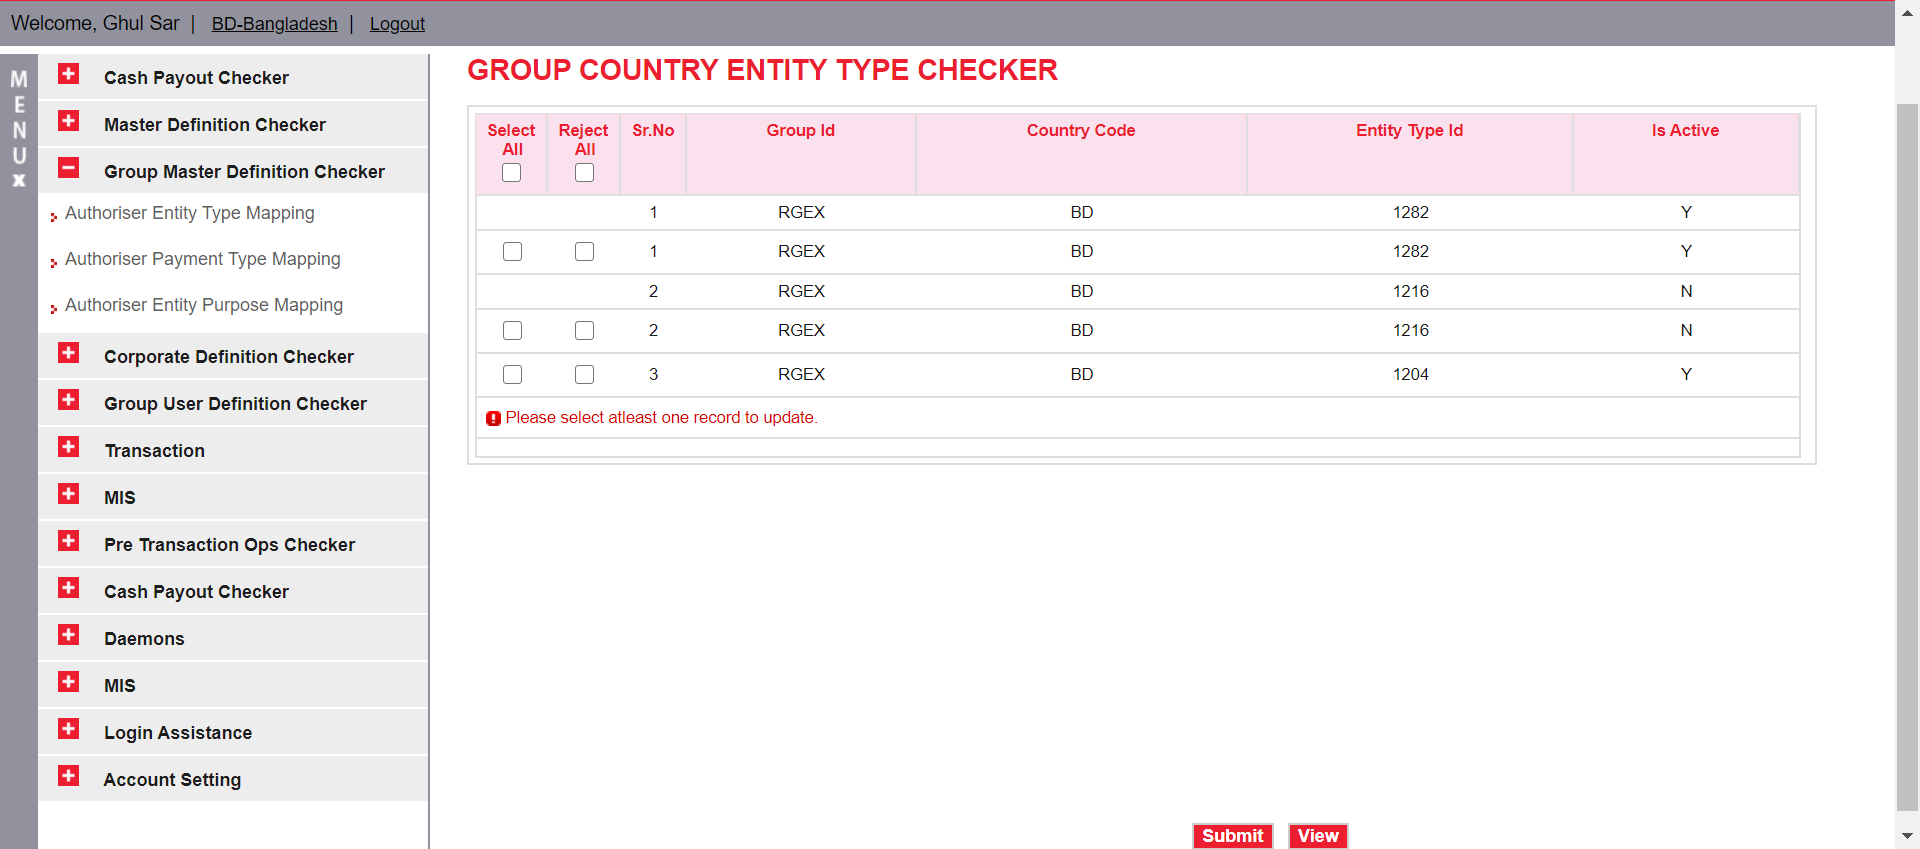 Welcome, Ghul Sar | BD-Bangladesh | Logout
MENU x
Cash Payout Checker
Master Definition Checker
Group Master Definition Checker
Authoriser Entity Type Mapping
Authoriser Payment Type Mapping
Authoriser Entity Purpose Mapping
Corporate Definition Checker
Group User Definition Checker
Transaction
MIS
Pre Transaction Ops Checker
Cash Payout Checker
Daemons
MIS
Login Assistance
Account Setting
GROUP COUNTRY ENTITY TYPE CHECKER
Select All Reject All Sr.No Group Id Country Code Entity Type Id Is Active
1 RGEX BD 1282 Y
1 RGEX BD 1282 Y
2 RGEX BD 1216 N
2 RGEX BD 1216 N
3 RGEX BD 1204 Y
Please select atleast one record to update.
Submit View